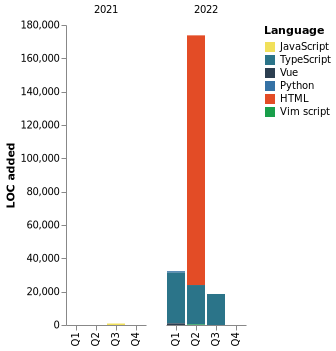 2021
2022
LOC added
180,000
160,000
140,000
120,000
100,000
80,000
60,000
40,000
20,000
0
Q1
Q2
Q3
Q4
Q1
Q2
Q3
Q4
Language
JavaScript
TypeScript
Vue
Python
HTML
Vim script